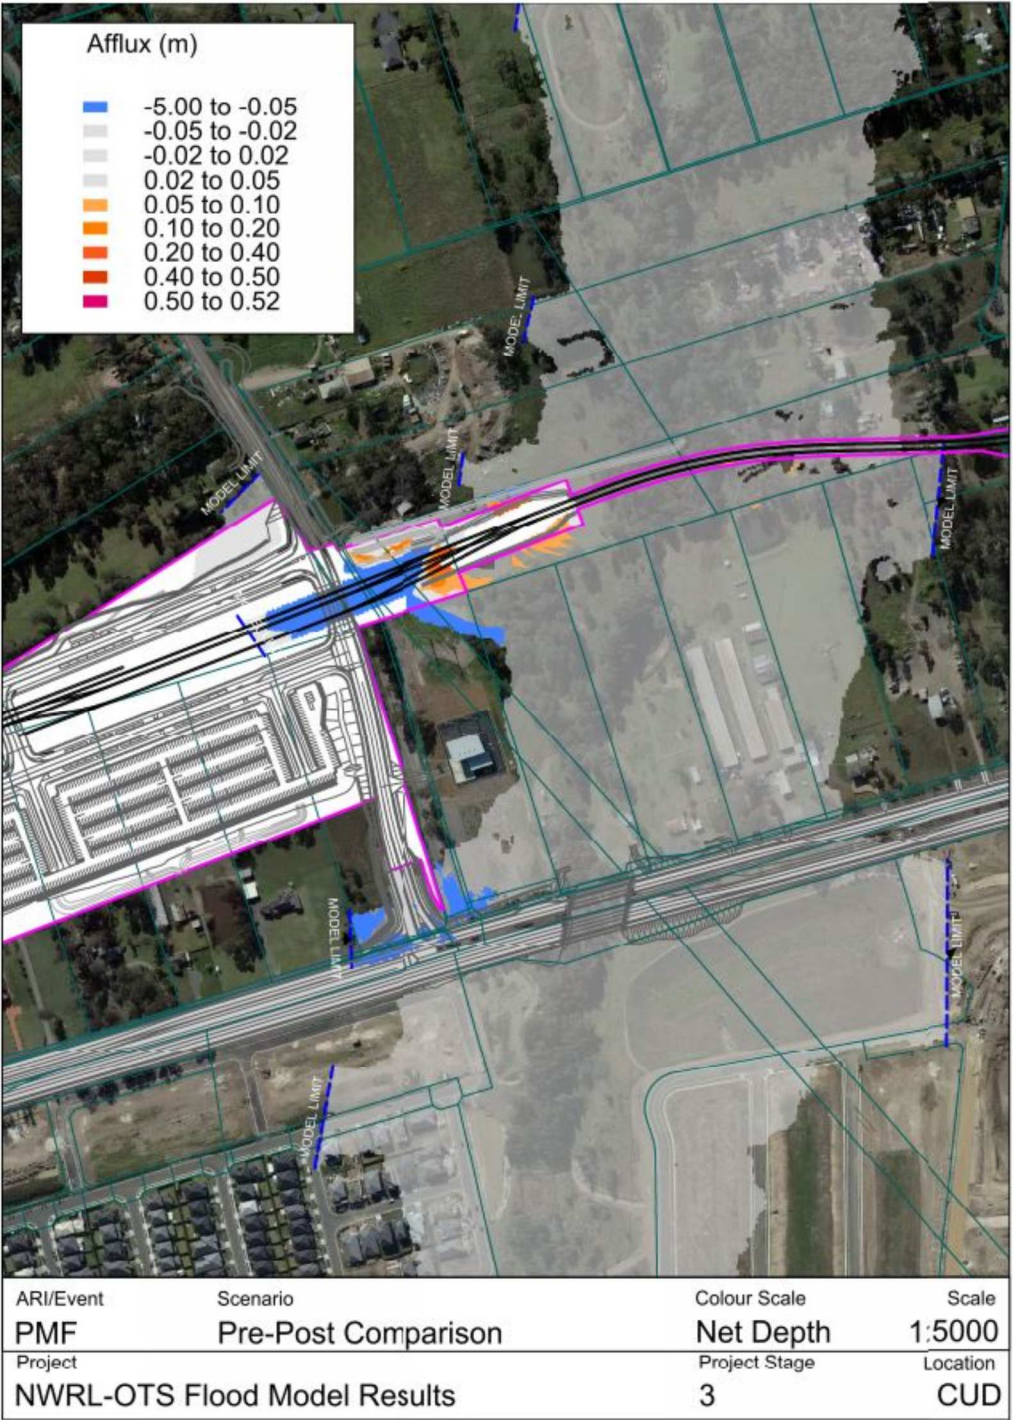 Afflux (m)
-5.00 to -0.05
-0.05 to -0.02
-0.02 to 0.02
0.02 to 0.05
0.05 to 0.10
0.10 to 0.20
0.20 to 0.40
0.40 to 0.50
0.50 to 0.52
MODEL LIMIT
MODEL LIMIT
MODEL LIMIT
MODEL LIMIT
MODEL LIMIT
MODEL LIMIT
MODEL LIMIT
ARI/Event Scenario Colour Scale Scale
PMF Pre-Post Comparison Net Depth 1:5000
Project Project Stage Location
NWRL-OTS Flood Model Results 3 CUD